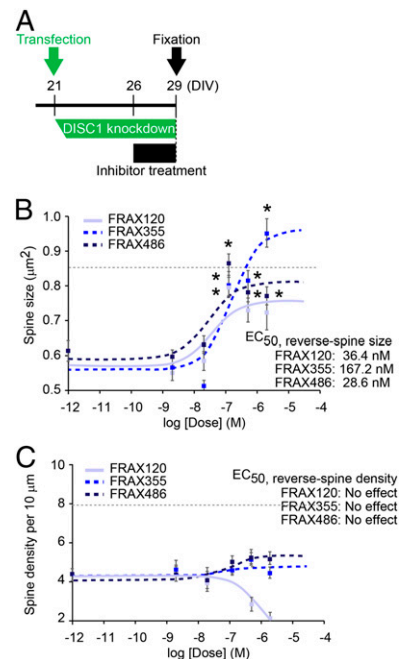 A
Transfection
Fixation
21
26
29 (DIV)
DISC1 knockdown
Inhibitor treatment
B
FRAX120
FRAX355
FRAX486
Spine size (μm²)
1.0
0.9
0.8
0.7
0.6
0.5
* * * * * * *
EC50, reverse-spine size
FRAX120: 36.4 nM
FRAX355: 167.2 nM
FRAX486: 28.6 nM
-12 -11 -10 -9 -8 -7 -6 -5 -4
log [Dose] (M)
C
FRAX120
FRAX355
FRAX486
Spine density per 10 μm
10
8
6
4
2
EC50, reverse-spine density
FRAX120: No effect
FRAX355: No effect
FRAX486: No effect
-12 -11 -10 -9 -8 -7 -6 -5 -4
log [Dose] (M)